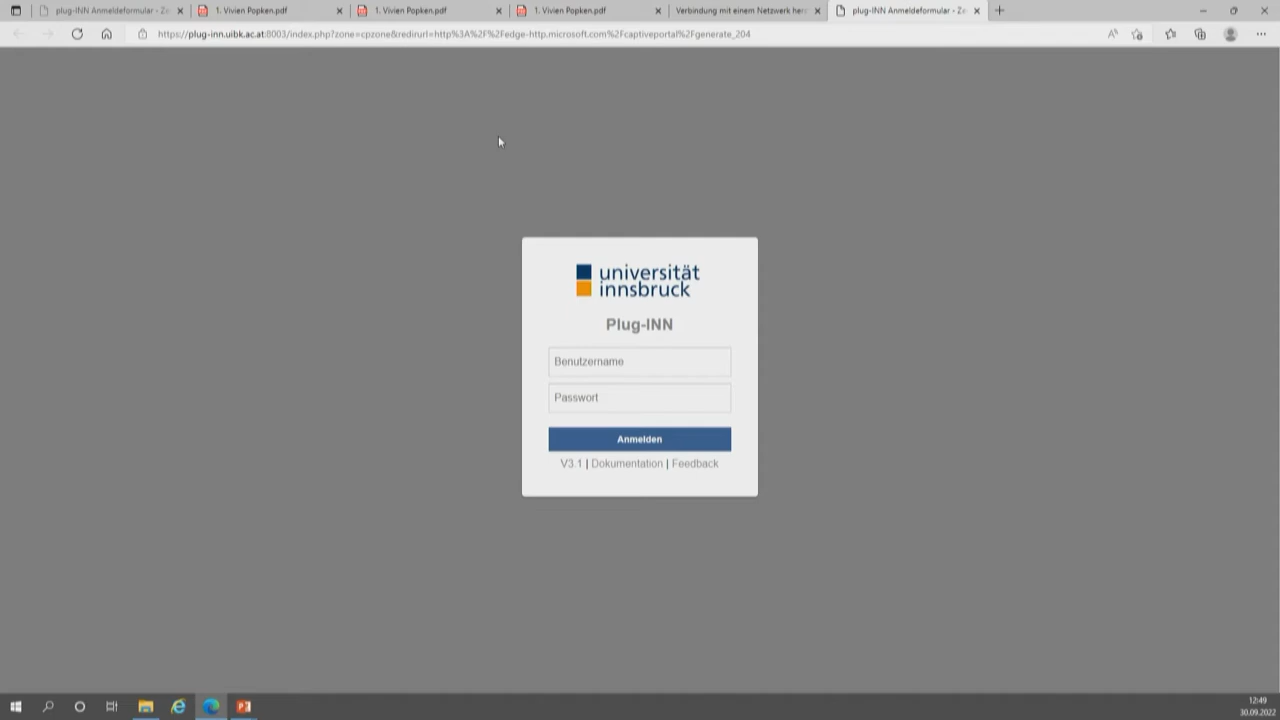 plug-INN Anmeldeformular - Ze
1. Vivien Popken.pdf
1. Vivien Popken.pdf
1. Vivien Popken.pdf
Verbindung mit einem Netzwerk hers
plug-INN Anmeldeformular - Ze
https://plug-inn.uibk.ac.at:8003/index.php?zone=cpzone&redirurl=http%3A%2F%2Fedge-http.microsoft.com%2Fcaptiveportal%2Fgenerate_204
universität
innsbruck
Plug-INN
Benutzername
Passwort
Anmelden
V3.1 | Dokumentation | Feedback
12:49
30.09.2022